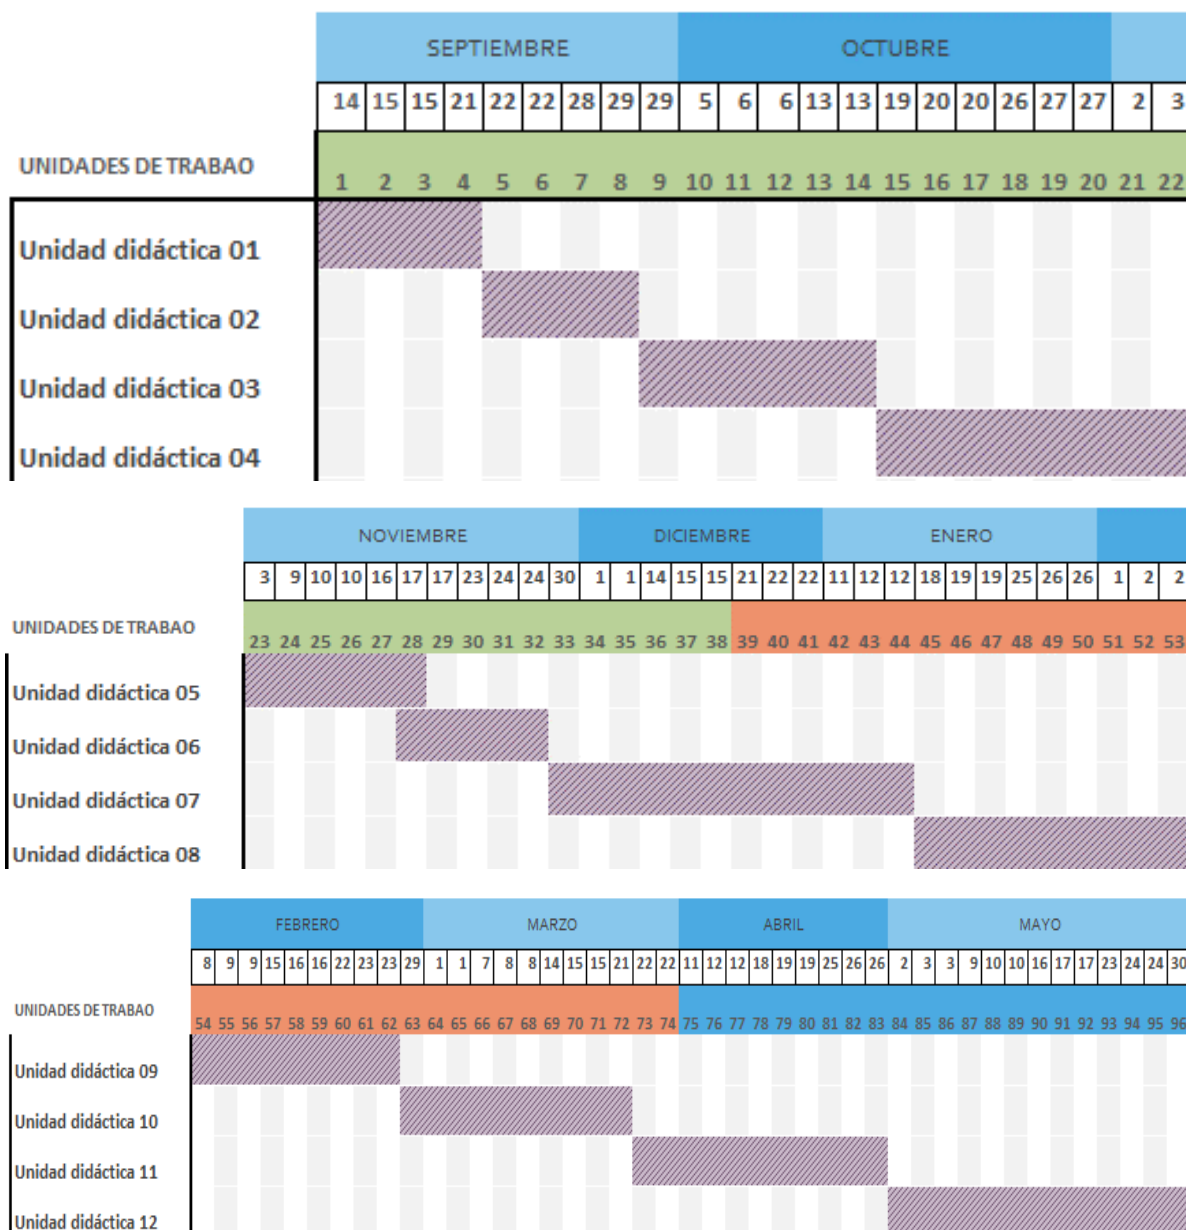 SEPTIEMBRE OCTUBRE
14 15 15 21 22 22 28 29 29 5 6 6 13 13 19 20 20 26 27 27 2 3
UNIDADES DE TRABAO
1 2 3 4 5 6 7 8 9 10 11 12 13 14 15 16 17 18 19 20 21 22
Unidad didáctica 01
Unidad didáctica 02
Unidad didáctica 03
Unidad didáctica 04
NOVIEMBRE DICIEMBRE ENERO
3 9 10 10 16 17 17 23 24 24 30 1 1 14 15 15 21 22 22 11 12 12 18 19 19 25 26 26 1 2 2
UNIDADES DE TRABAO
23 24 25 26 27 28 29 30 31 32 33 34 35 36 37 38 39 40 41 42 43 44 45 46 47 48 49 50 51 52 53
Unidad didáctica 05
Unidad didáctica 06
Unidad didáctica 07
Unidad didáctica 08
FEBRERO MARZO ABRIL MAYO
8 9 9 15 16 16 22 23 23 29 1 1 7 8 8 14 15 15 21 22 22 11 12 12 18 19 19 25 26 26 2 3 3 9 10 10 16 17 17 23 24 24 30
UNIDADES DE TRABAO
54 55 56 57 58 59 60 61 62 63 64 65 66 67 68 69 70 71 72 73 74 75 76 77 78 79 80 81 82 83 84 85 86 87 88 89 90 91 92 93 94 95 96
Unidad didáctica 09
Unidad didáctica 10
Unidad didáctica 11
Unidad didáctica 12